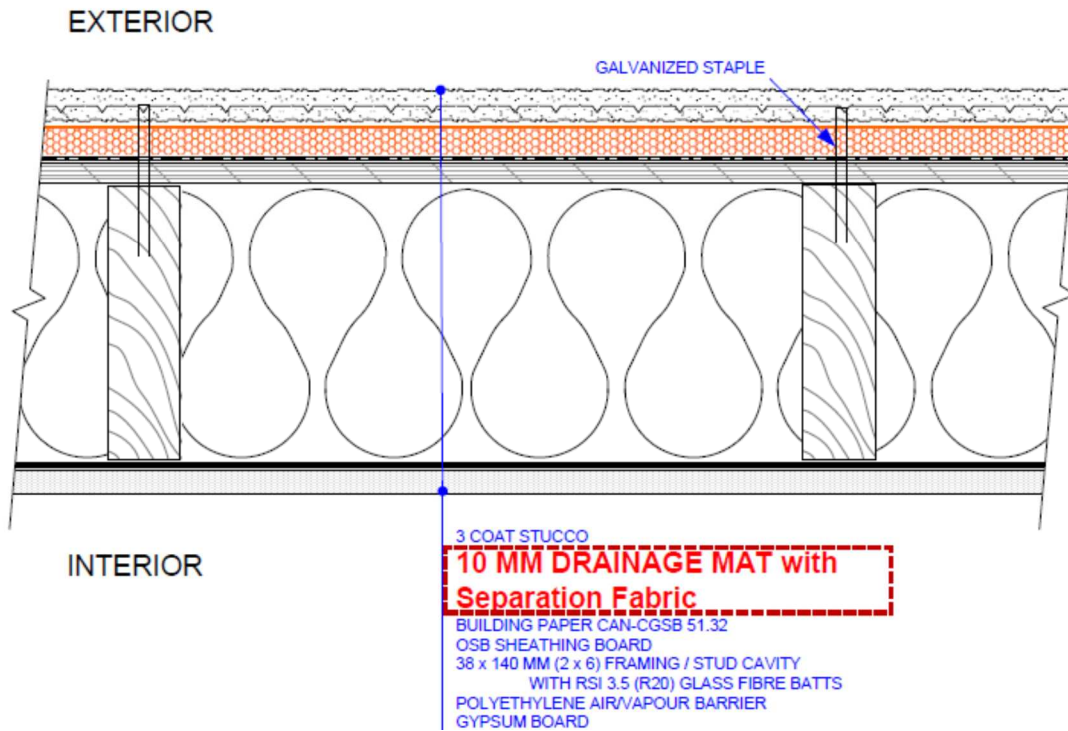 EXTERIOR
GALVANIZED STAPLE
INTERIOR
3 COAT STUCCO
10 MM DRAINAGE MAT with
Separation Fabric
BUILDING PAPER CAN-CGSB 51.32
OSB SHEATHING BOARD
38 x 140 MM (2 x 6) FRAMING / STUD CAVITY
WITH RSI 3.5 (R20) GLASS FIBRE BATTS
POLYETHYLENE AIR/VAPOUR BARRIER
GYPSUM BOARD